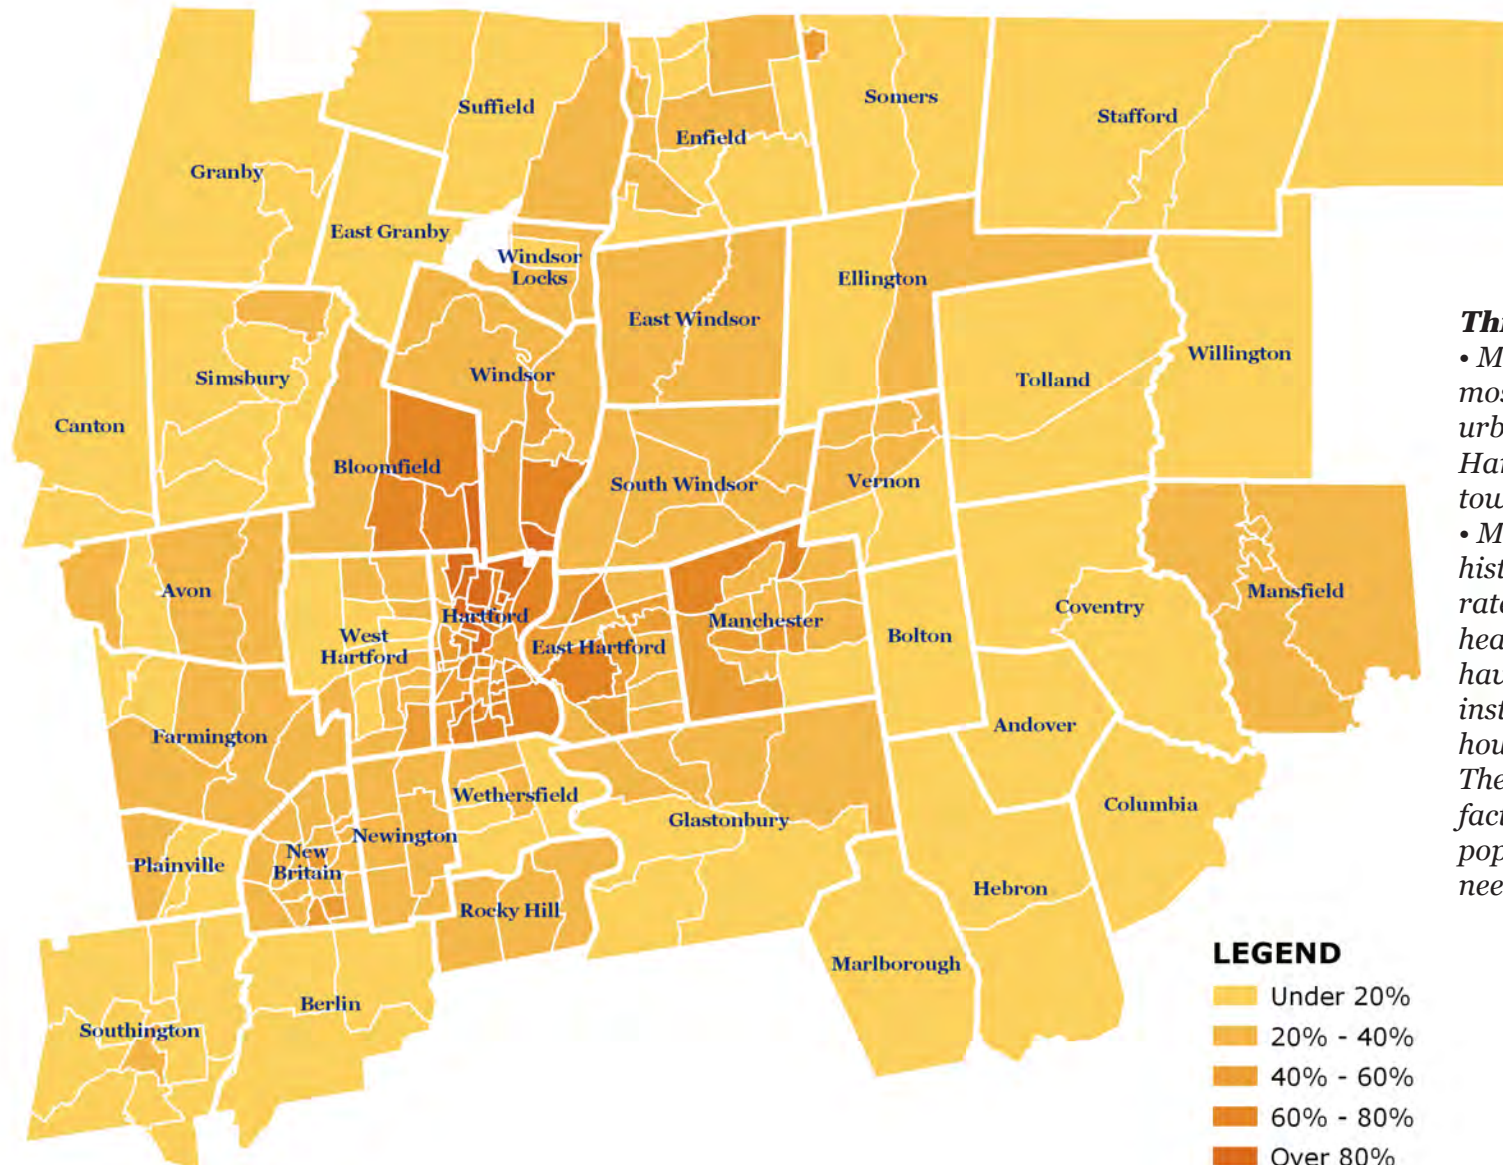 Suffield
Somers
Stafford
Enfield
Granby
East Granby
Windsor
Locks
Ellington
East Windsor
Willington
Windsor
Simsbury
Tolland
Canton
Bloomfield
South Windsor
Vernon
Avon
Mansfield
Hartford
Manchester
Coventry
West
Hartford
East Hartford
Bolton
Farmington
Andover
Wethersfield
Columbia
Glastonbury
Newington
New
Britain
Plainville
Hebron
Rocky Hill
Marlborough
Berlin
Southington
• M
LEGEND
Under 20%
20% - 40%
40% - 60%
60% - 80%
Over 80%